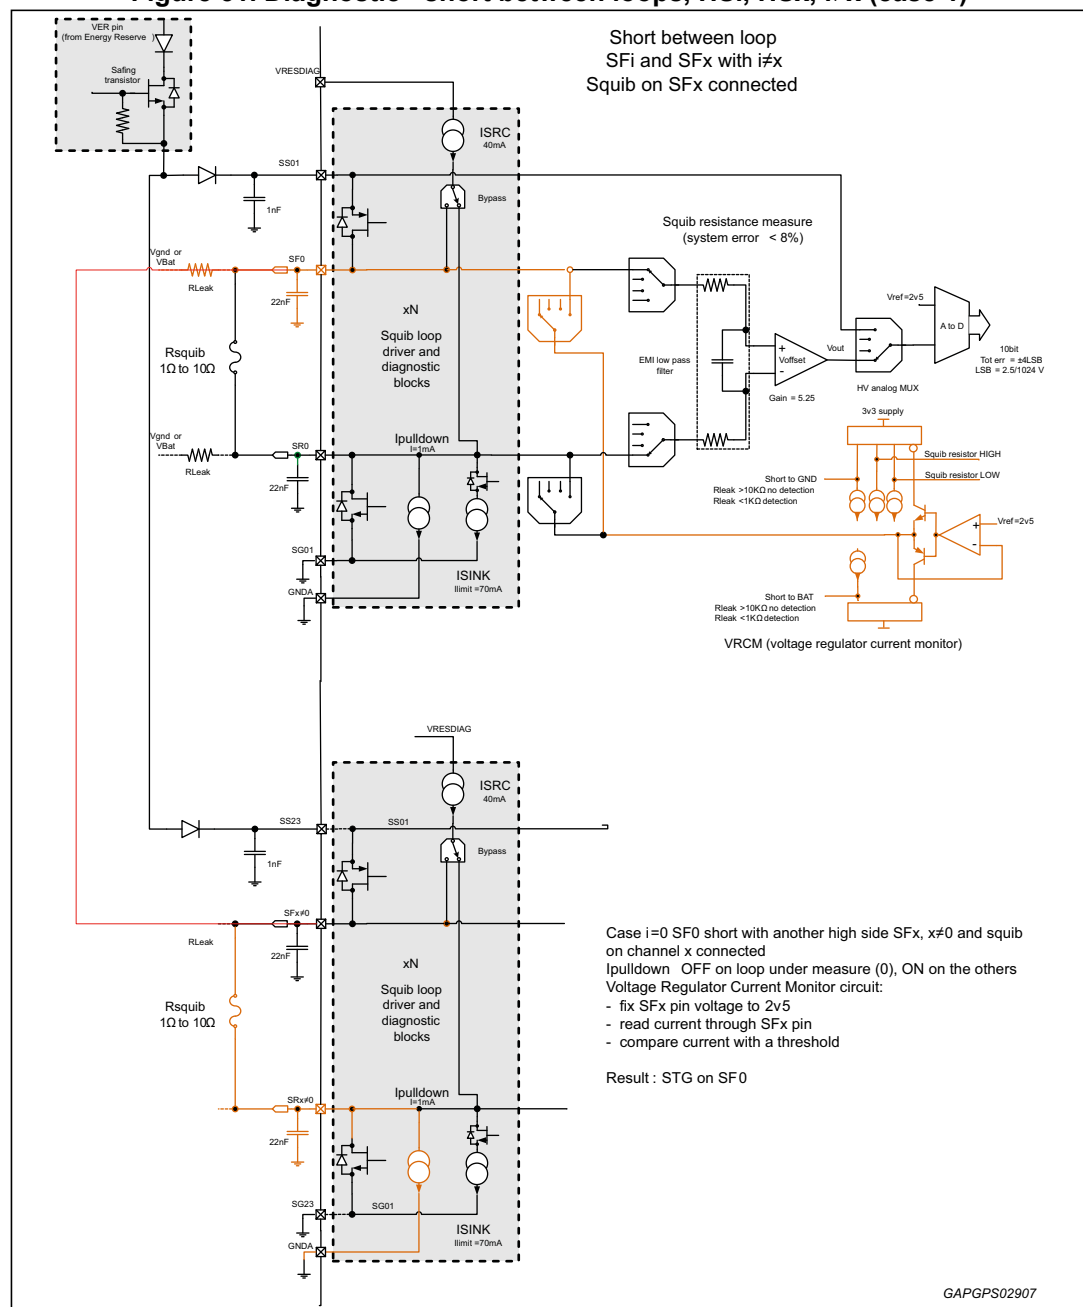 VER pin
(from Energy Reserve )
Safing
transistor
VRESDIAG
Short between loop
SFi and SFx with i≠x
Squib on SFx connected
ISRC
40mA
SS01
1nF
Bypass
Squib resistance measure
(system error < 8%)
Vgnd or
VBat
RLeak
SF0
22nF
xN
Squib loop
driver and
diagnostic
blocks
Rsquib
1Ω to 10Ω
EMI low pass
filter
+
Voffset
-
Gain = 5.25
Vout
HV analog MUX
Vref=2v5
A to D
10bit
Tot err = ±4LSB
LSB = 2.5/1024 V
3v3 supply
Squib resistor HIGH
Squib resistor LOW
Short to GND
Rleak >10KΩ no detection
Rleak <1KΩ detection
+
Vref=2v5
-
Short to BAT
Rleak >10KΩ no detection
Rleak <1KΩ detection
VRCM (voltage regulator current monitor)
Vgnd or
VBat
RLeak
SR0
22nF
Ipulldown
I=1mA
SG01
GNDA
ISINK
Ilimit =70mA
VRESDIAG
ISRC
40mA
SS23
SS01
1nF
Bypass
SFx≠0
RLeak
22nF
xN
Squib loop
driver and
diagnostic
blocks
Rsquib
1Ω to 10Ω
Case i=0 SF0 short with another high side SFx, x≠0 and squib
on channel x connected
Ipulldown OFF on loop under measure (0), ON on the others
Voltage Regulator Current Monitor circuit:
- fix SFx pin voltage to 2v5
- read current through SFx pin
- compare current with a threshold
Result : STG on SF0
Ipulldown
I=1mA
SRx≠0
22nF
SG23
SG01
GNDA
ISINK
Ilimit =70mA
GAPGPS02907